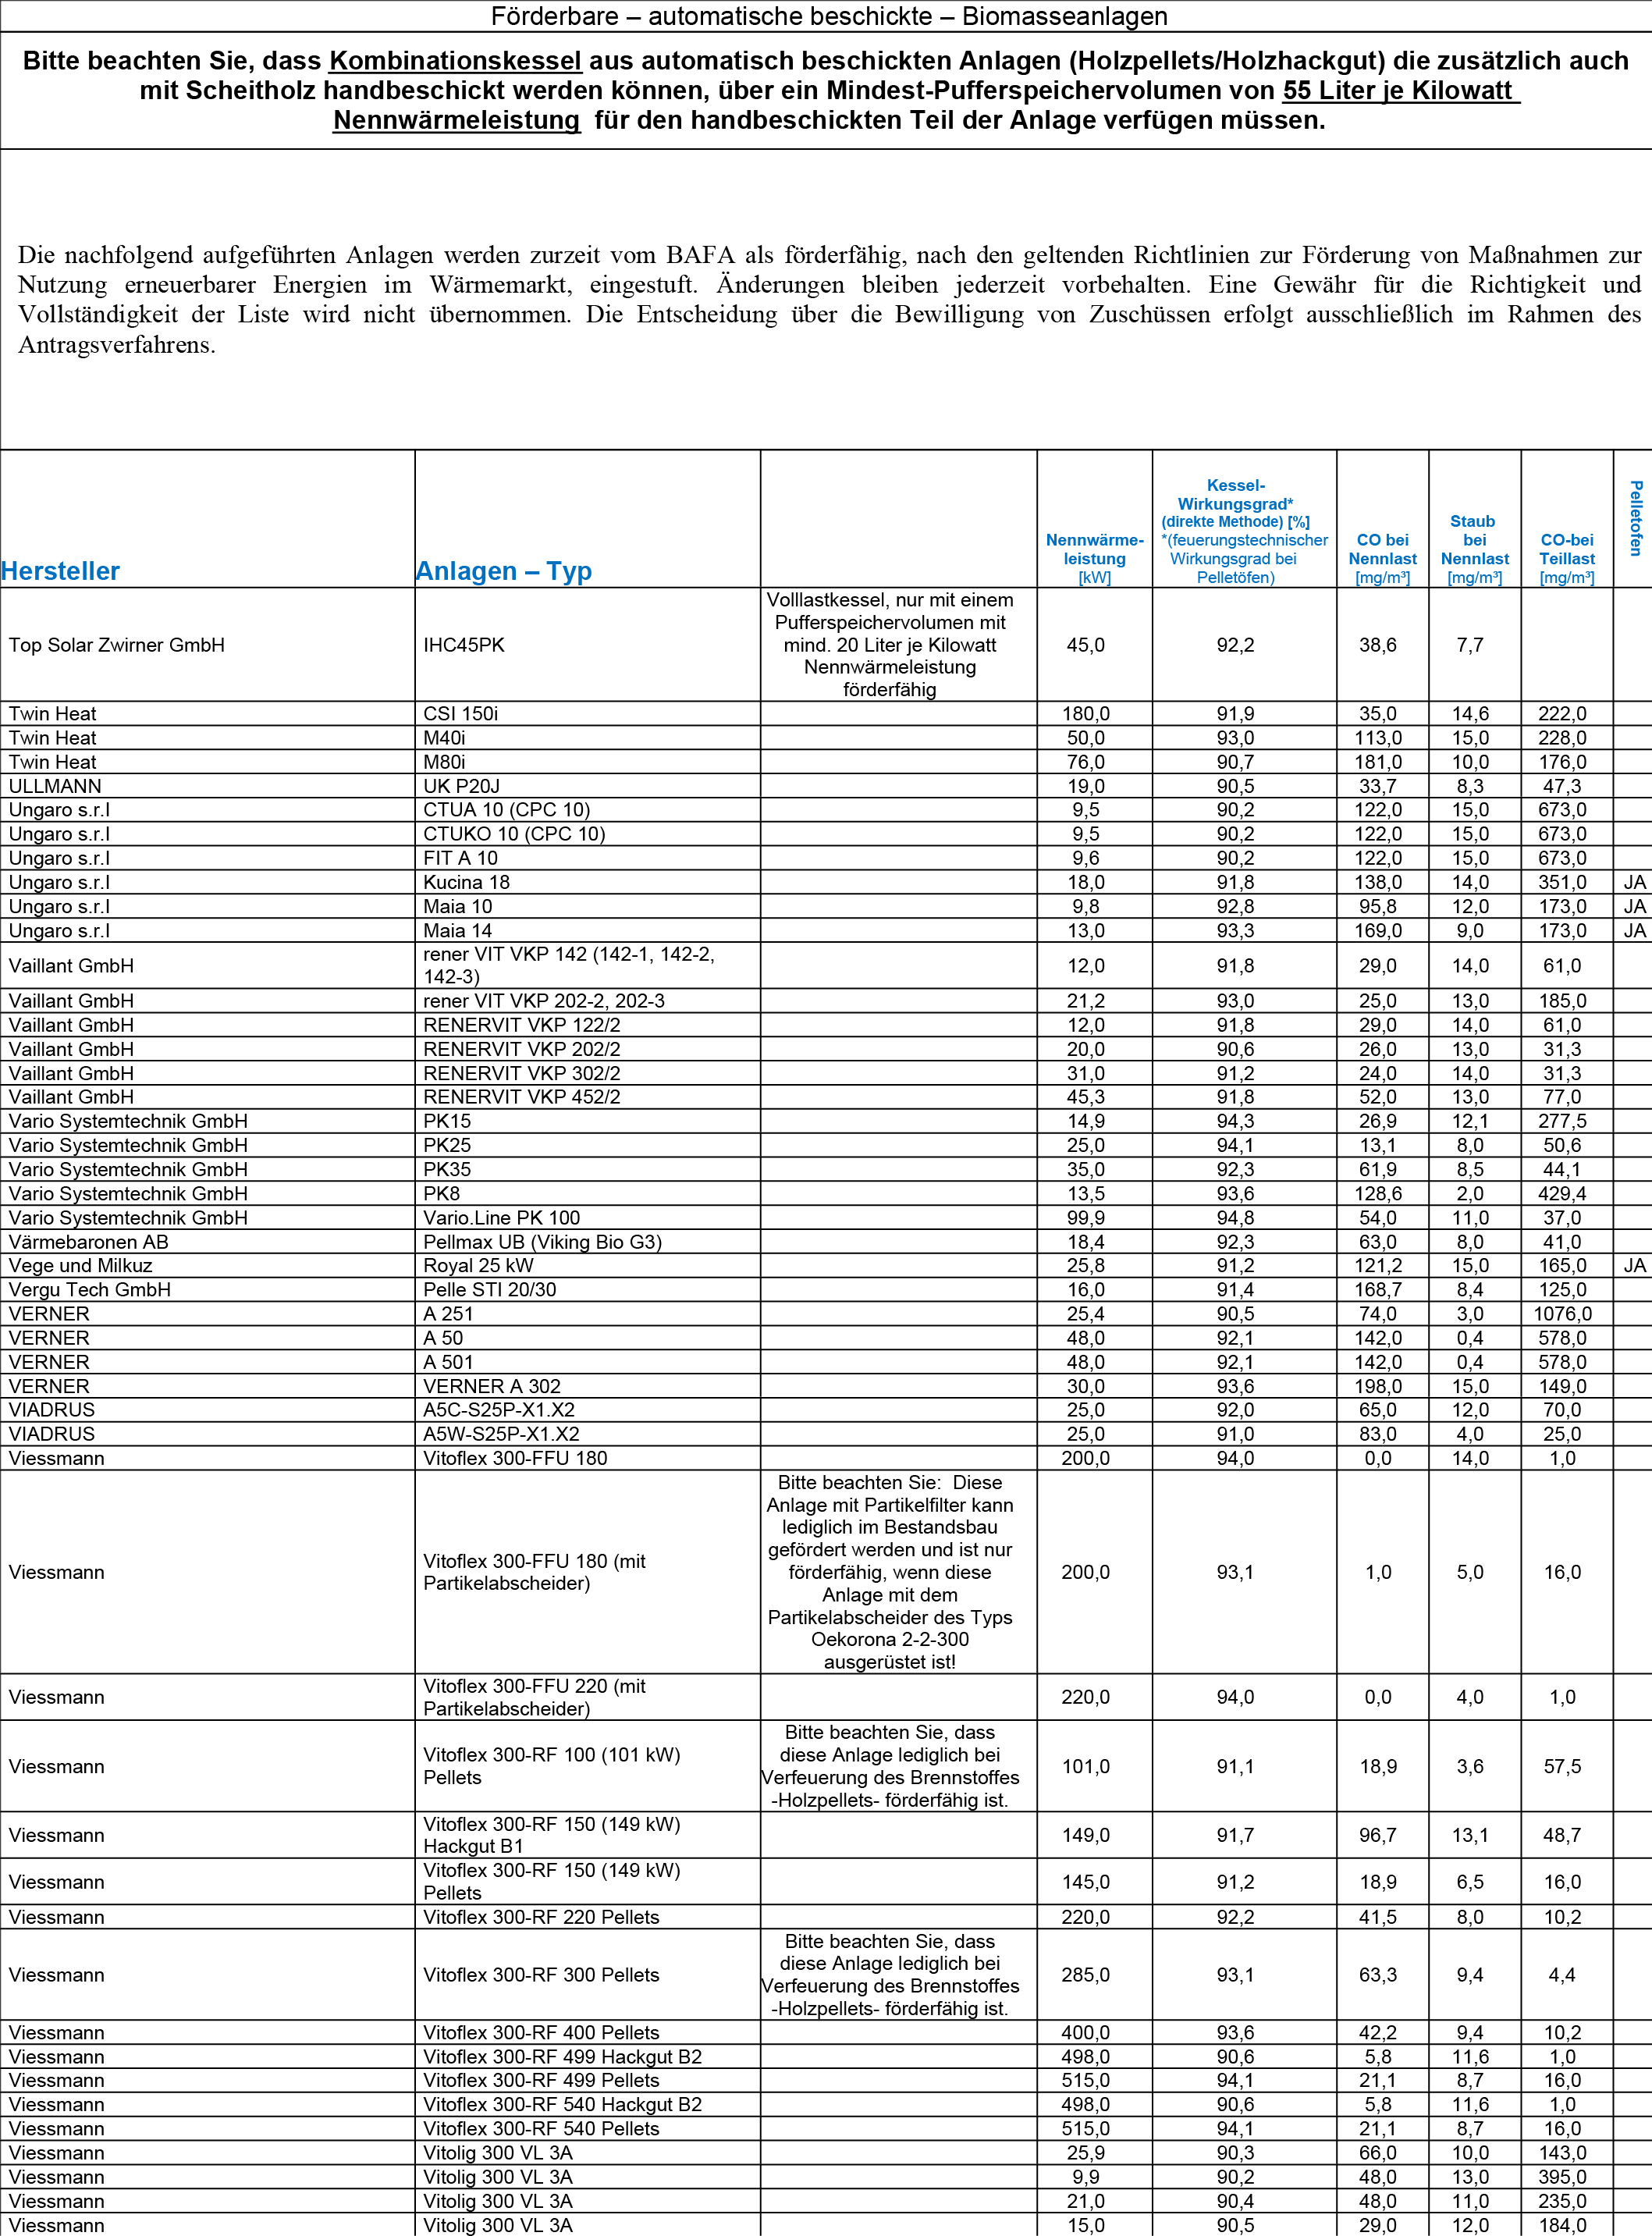 Förderbare – automatische beschickte – Biomasseanlagen
Bitte beachten Sie, dass Kombinationskessel aus automatisch beschickten Anlagen (Holzpellets/Holzhackgut) die zusätzlich auch
mit Scheitholz handbeschickt werden können, über ein Mindest-Pufferspeichervolumen von 55 Liter je Kilowatt
Nennwärmeleistung für den handbeschickten Teil der Anlage verfügen müssen.
Die nachfolgend aufgeführten Anlagen werden zurzeit vom BAFA als förderfähig, nach den geltenden Richtlinien zur Förderung von Maßnahmen zur
Nutzung erneuerbarer Energien im Wärmemarkt, eingestuft. Änderungen bleiben jederzeit vorbehalten. Eine Gewähr für die Richtigkeit und
Vollständigkeit der Liste wird nicht übernommen. Die Entscheidung über die Bewilligung von Zuschüssen erfolgt ausschließlich im Rahmen des
Antragsverfahrens.
Hersteller
Anlagen – Typ
Nennwärme-
leistung
[kW]
Kessel-
Wirkungsgrad*
(direkte Methode) [%]
*(feuerungstechnischer
Wirkungsgrad bei
Pelletöfen)
CO bei
Nennlast
[mg/m³]
Staub
bei
Nennlast
[mg/m³]
CO-bei
Teillast
[mg/m³]
Pelletofen
Top Solar Zwirner GmbH IHC45PK
Volllastkessel, nur mit einem
Pufferspeichervolumen mit
mind. 20 Liter je Kilowatt
Nennwärmeleistung
förderfähig
45,0 92,2 38,6 7,7
Twin Heat CSI 150i 180,0 91,9 35,0 14,6 222,0
Twin Heat M40i 50,0 93,0 113,0 15,0 228,0
Twin Heat M80i 76,0 90,7 181,0 10,0 176,0
ULLMANN UK P20J 19,0 90,5 33,7 8,3 47,3
Ungaro s.r.l CTUA 10 (CPC 10) 9,5 90,2 122,0 15,0 673,0
Ungaro s.r.l CTUKO 10 (CPC 10) 9,5 90,2 122,0 15,0 673,0
Ungaro s.r.l FIT A 10 9,6 90,2 122,0 15,0 673,0
Ungaro s.r.l Kucina 18 18,0 91,8 138,0 14,0 351,0 JA
Ungaro s.r.l Maia 10 9,8 92,8 95,8 12,0 173,0 JA
Ungaro s.r.l Maia 14 13,0 93,3 169,0 9,0 173,0 JA
Vaillant GmbH
rener VIT VKP 142 (142-1, 142-2,
142-3)
12,0 91,8 29,0 14,0 61,0
Vaillant GmbH rener VIT VKP 202-2, 202-3 21,2 93,0 25,0 13,0 185,0
Vaillant GmbH RENERVIT VKP 122/2 12,0 91,8 29,0 14,0 61,0
Vaillant GmbH RENERVIT VKP 202/2 20,0 90,6 26,0 13,0 31,3
Vaillant GmbH RENERVIT VKP 302/2 31,0 91,2 24,0 14,0 31,3
Vaillant GmbH RENERVIT VKP 452/2 45,3 91,8 52,0 13,0 77,0
Vario Systemtechnik GmbH PK15 14,9 94,3 26,9 12,1 277,5
Vario Systemtechnik GmbH PK25 25,0 94,1 13,1 8,0 50,6
Vario Systemtechnik GmbH PK35 35,0 92,3 61,9 8,5 44,1
Vario Systemtechnik GmbH PK8 13,5 93,6 128,6 2,0 429,4
Vario Systemtechnik GmbH Vario.Line PK 100 99,9 94,8 54,0 11,0 37,0
Värmebaronen AB Pellmax UB (Viking Bio G3) 18,4 92,3 63,0 8,0 41,0
Vege und Milkuz Royal 25 kW 25,8 91,2 121,2 15,0 165,0 JA
Vergu Tech GmbH Pelle STI 20/30 16,0 91,4 168,7 8,4 125,0
VERNER A 251 25,4 90,5 74,0 3,0 1076,0
VERNER A 50 48,0 92,1 142,0 0,4 578,0
VERNER A 501 48,0 92,1 142,0 0,4 578,0
VERNER VERNER A 302 30,0 93,6 198,0 15,0 149,0
VIADRUS A5C-S25P-X1.X2 25,0 92,0 65,0 12,0 70,0
VIADRUS A5W-S25P-X1.X2 25,0 91,0 83,0 4,0 25,0
Viessmann Vitoflex 300-FFU 180 200,0 94,0 0,0 14,0 1,0
Viessmann
Vitoflex 300-FFU 180 (mit
Partikelabscheider)
Bitte beachten Sie: Diese
Anlage mit Partikelfilter kann
lediglich im Bestandsbau
gefördert werden und ist nur
förderfähig, wenn diese
Anlage mit dem
Partikelabscheider des Typs
Oekorona 2-2-300
ausgerüstet ist!
200,0 93,1 1,0 5,0 16,0
Viessmann
Vitoflex 300-FFU 220 (mit
Partikelabscheider)
220,0 94,0 0,0 4,0 1,0
Viessmann
Vitoflex 300-RF 100 (101 kW)
Pellets
Bitte beachten Sie, dass
diese Anlage lediglich bei
Verfeuerung des Brennstoffes
-Holzpellets- förderfähig ist.
101,0 91,1 18,9 3,6 57,5
Viessmann
Vitoflex 300-RF 150 (149 kW)
Hackgut B1
149,0 91,7 96,7 13,1 48,7
Viessmann
Vitoflex 300-RF 150 (149 kW)
Pellets
145,0 91,2 18,9 6,5 16,0
Viessmann Vitoflex 300-RF 220 Pellets 220,0 92,2 41,5 8,0 10,2
Viessmann Vitoflex 300-RF 300 Pellets
Bitte beachten Sie, dass
diese Anlage lediglich bei
Verfeuerung des Brennstoffes
-Holzpellets- förderfähig ist.
285,0 93,1 63,3 9,4 4,4
Viessmann Vitoflex 300-RF 400 Pellets 400,0 93,6 42,2 9,4 10,2
Viessmann Vitoflex 300-RF 499 Hackgut B2 498,0 90,6 5,8 11,6 1,0
Viessmann Vitoflex 300-RF 499 Pellets 515,0 94,1 21,1 8,7 16,0
Viessmann Vitoflex 300-RF 540 Hackgut B2 498,0 90,6 5,8 11,6 1,0
Viessmann Vitoflex 300-RF 540 Pellets 515,0 94,1 21,1 8,7 16,0
Viessmann Vitolig 300 VL 3A 25,9 90,3 66,0 10,0 143,0
Viessmann Vitolig 300 VL 3A 9,9 90,2 48,0 13,0 395,0
Viessmann Vitolig 300 VL 3A 21,0 90,4 48,0 11,0 235,0
Viessmann Vitolig 300 VL 3A 15,0 90,5 29,0 12,0 184,0